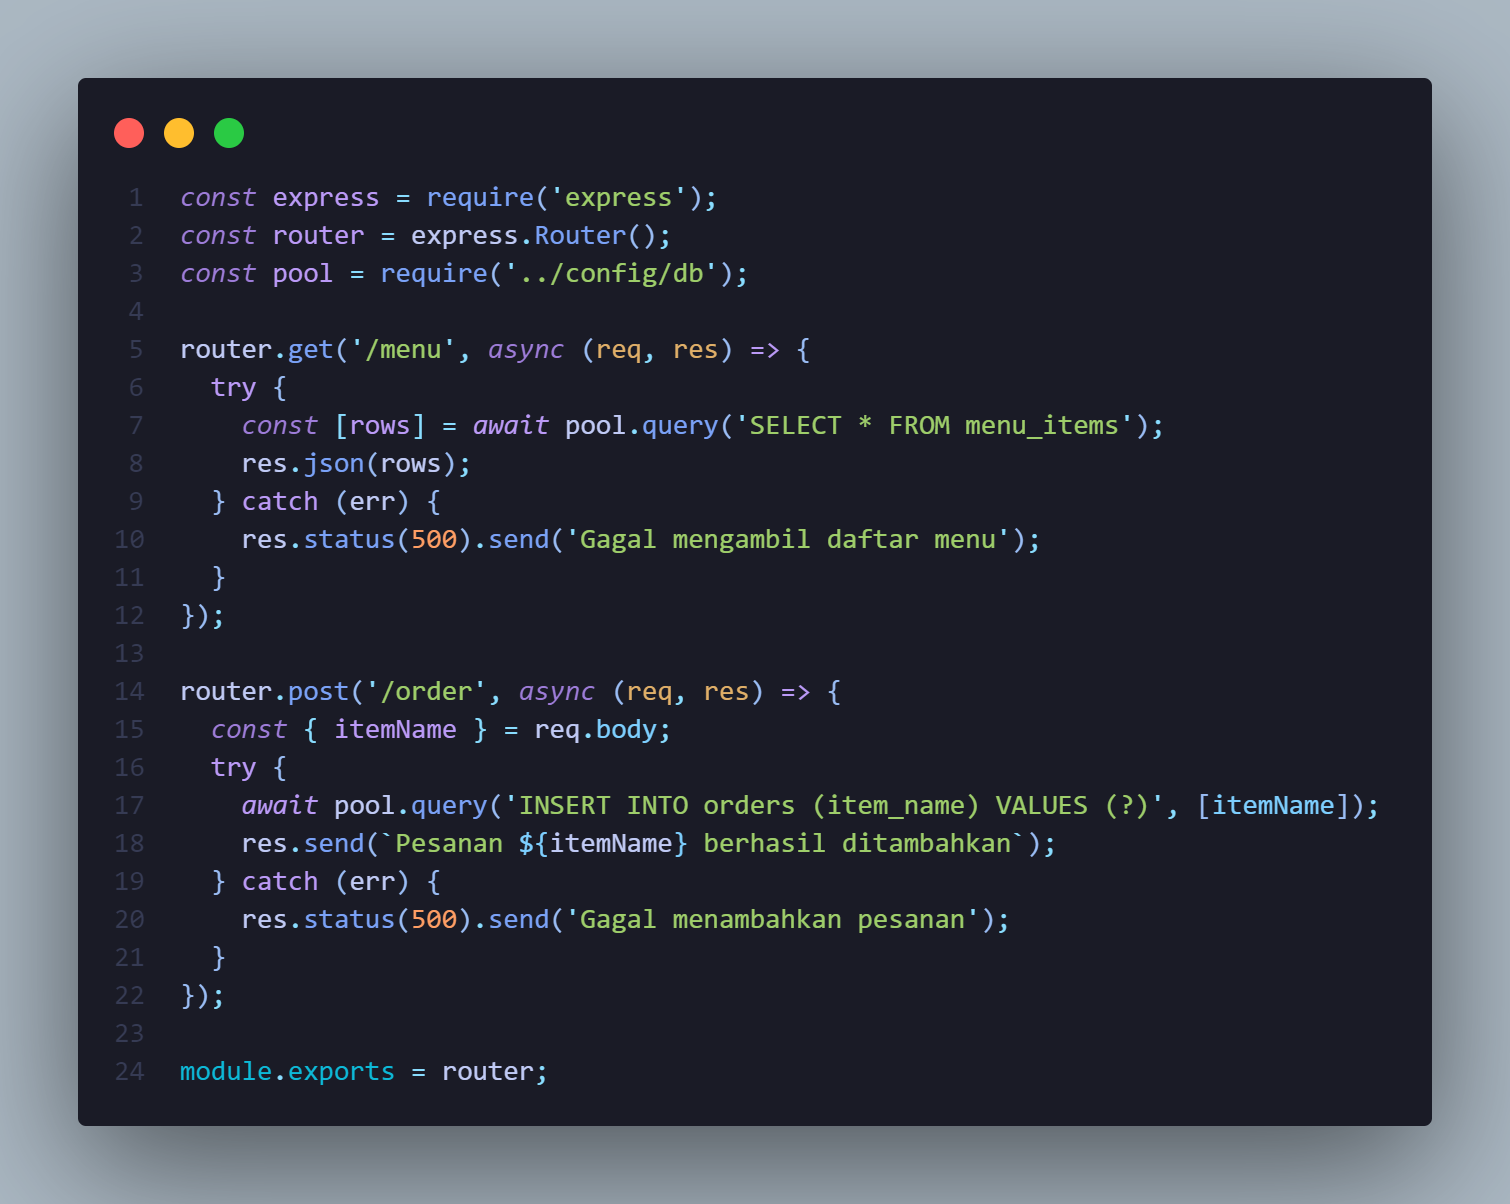 1 const express = require('express');
2 const router = express.Router();
3 const pool = require('../config/db');
4
5 router.get('/menu', async (req, res) => {
6   try {
7     const [rows] = await pool.query('SELECT * FROM menu_items');
8     res.json(rows);
9   } catch (err) {
10     res.status(500).send('Gagal mengambil daftar menu');
11   }
12 });
13
14 router.post('/order', async (req, res) => {
15   const { itemName } = req.body;
16   try {
17     await pool.query('INSERT INTO orders (item_name) VALUES (?)', [itemName]);
18     res.send(`Pesanan ${itemName} berhasil ditambahkan`);
19   } catch (err) {
20     res.status(500).send('Gagal menambahkan pesanan');
21   }
22 });
23
24 module.exports = router;